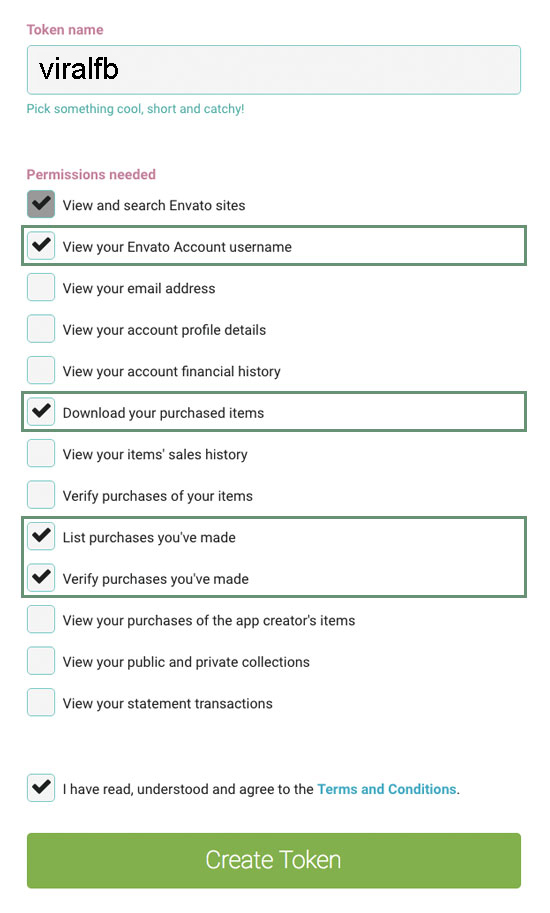 Token name
viralfb
Pick something cool, short and catchy!
Permissions needed
View and search Envato sites
View your Envato Account username
View your email address
View your account profile details
View your account financial history
Download your purchased items
View your items' sales history
Verify purchases of your items
List purchases you've made
Verify purchases you've made
View your purchases of the app creator's items
View your public and private collections
View your statement transactions
I have read, understood and agree to the Terms and Conditions.
Create Token